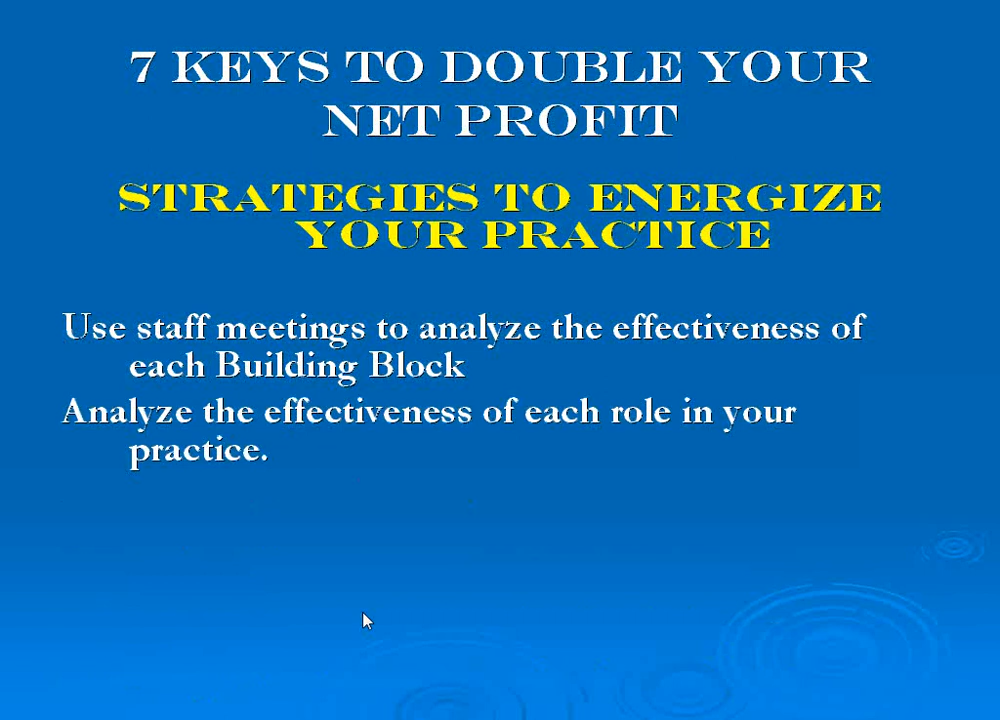 7 KEYS TO DOUBLE YOUR
NET PROFIT
STRATEGIES TO ENERGIZE
YOUR PRACTICE
Use staff meetings to analyze the effectiveness of
each Building Block
Analyze the effectiveness of each role in your
practice.